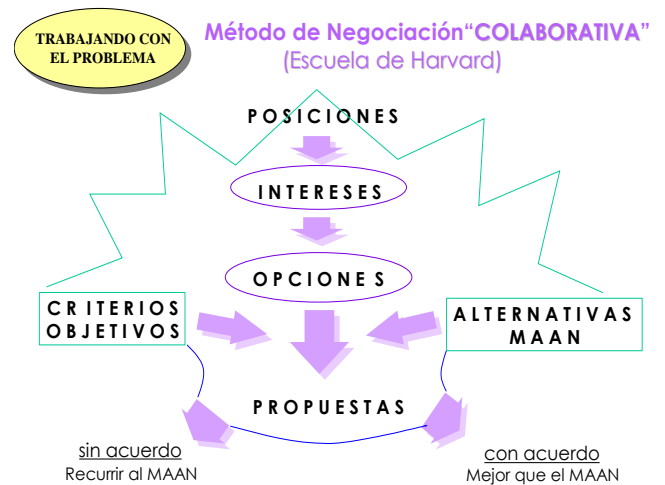 TRABAJANDO CON
EL PROBLEMA
Método de Negociación“COLABORATIVA”
(Escuela de Harvard)
POSICIONES
INTERESES
OPCIONES
CRITERIOS
OBJETIVOS
ALTERNATIVAS
MAAN
PROPUESTAS
sin acuerdo
Recurrir al MAAN
con acuerdo
Mejor que el MAAN